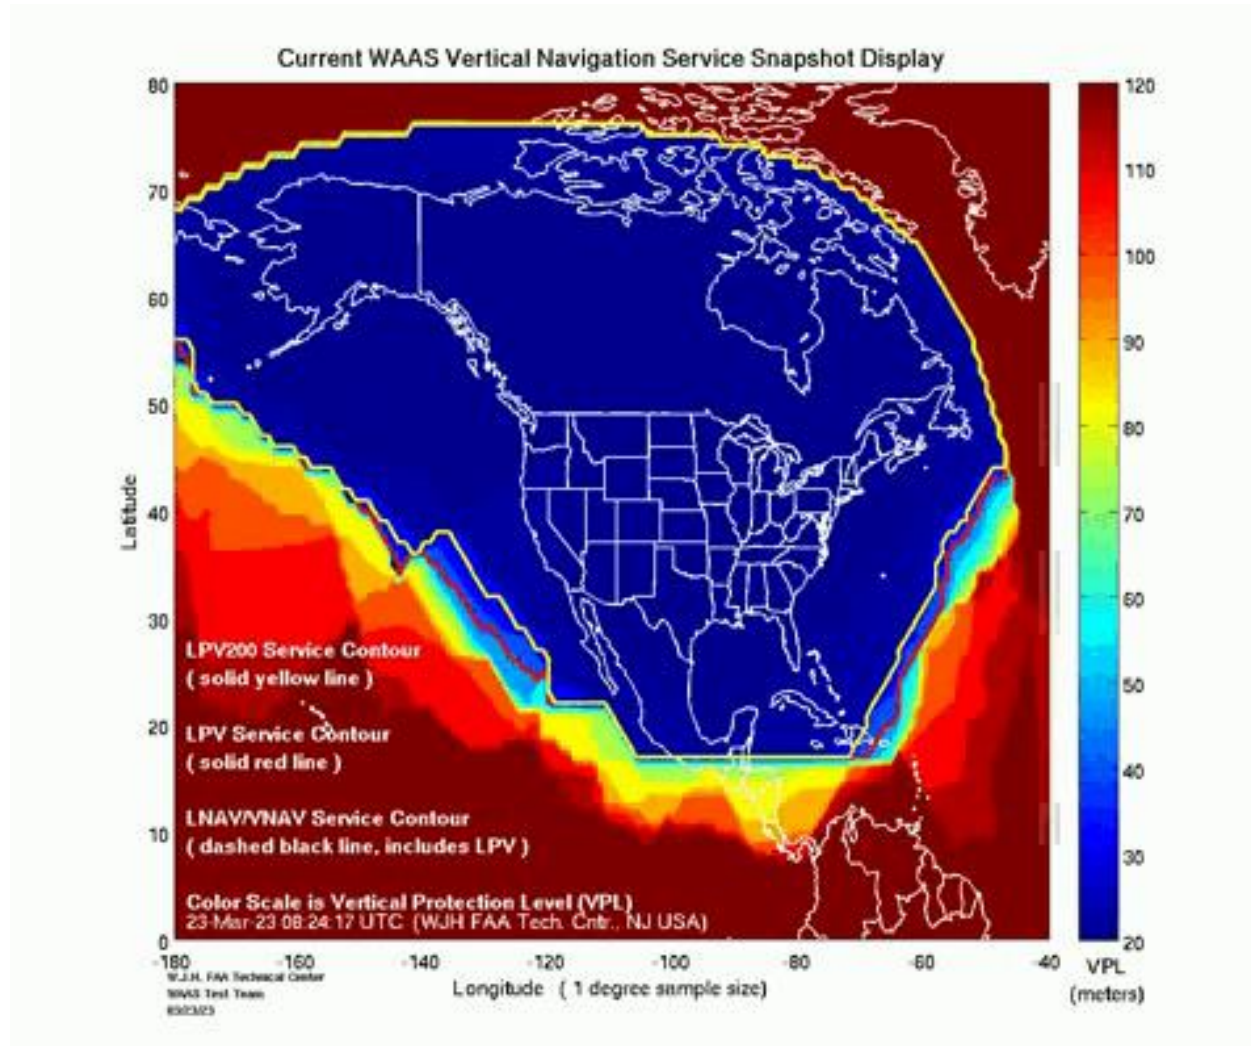 Current WAAS Vertical Navigation Service Snapshot Display
80
70
60
50
40
30
20
10
0
Latitude
LPV200 Service Contour
( solid yellow line )
LPV Service Contour
( solid red line )
LNAV/VNAV Service Contour
( dashed black line, includes LPV )
Color Scale is Vertical Protection Level (VPL)
23-Mar-23 08:24:17 UTC (WJH FAA Tech. Cntr., NJ USA)
-180 -160 -140 -120 -100 -80 -60 -40
Longitude ( 1 degree sample size)
W.J.H. FAA Technical Center
WAAS Test Team
03/23/23
120
110
100
90
80
70
60
50
40
30
20
VPL
(meters)